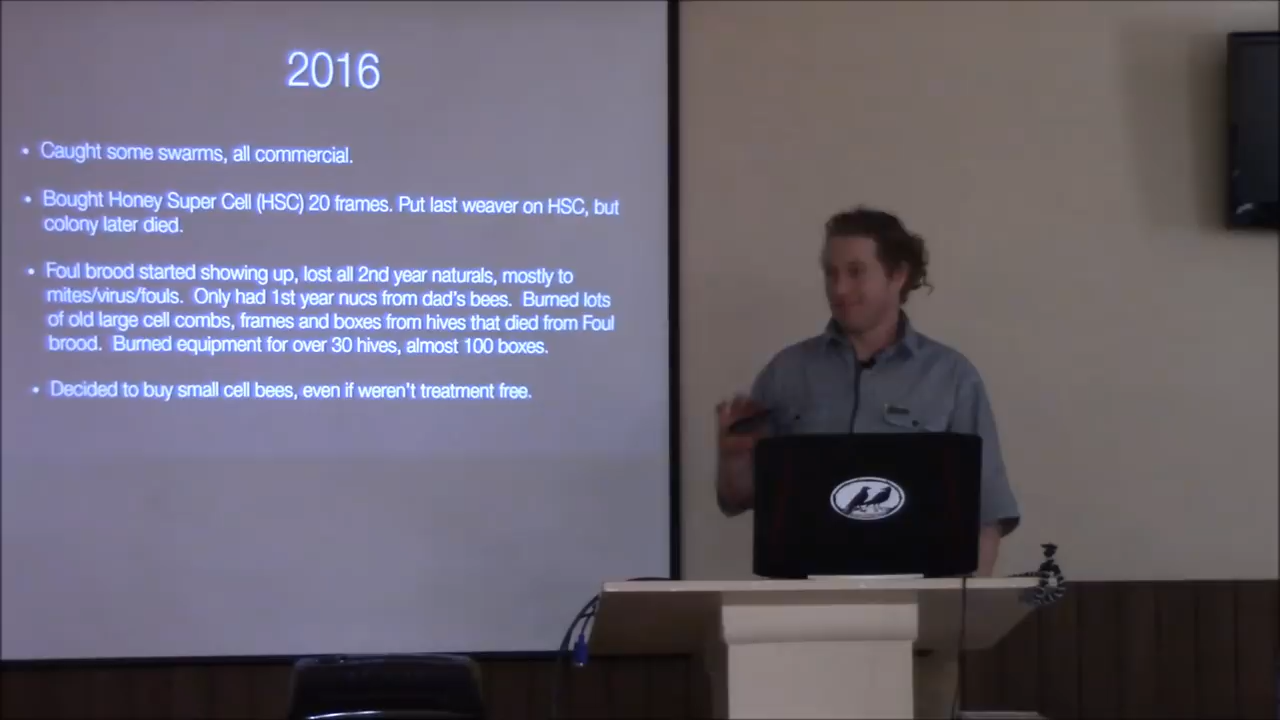 2016
• Caught some swarms, all commercial.
• Bought Honey Super Cell (HSC) 20 frames. Put last weaver on HSC, but
colony later died.
• Foul brood started showing up, lost all 2nd year naturals, mostly to
mites/virus/fouls. Only had 1st year nucs from dad's bees. Burned lots
of old large cell combs, frames and boxes from hives that died from Foul
brood. Burned equipment for over 30 hives, almost 100 boxes.
• Decided to buy small cell bees, even if weren't treatment free.